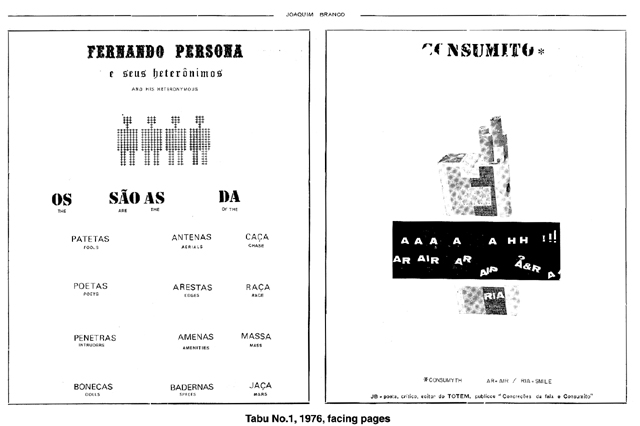 JOAQUIM BRANCO
FERNANDO PERSONA
e seus heterônimos
AND HIS HETERONYMOUS
OS SÃO AS DA
THE ARE THE OF THE
PATETAS ANTENAS CAÇA
FOOLS AERIALS CHASE
POETAS ARESTAS RAÇA
POETS EDGES RACE
PENETRAS AMENAS MASSA
INTRUDERS AMENITIES MASS
BONECAS BADERNAS JAÇA
DOLLS
CONSUMITO*
A A A A A HH !!!
AR AIR AR AIR Ã&R A
RIA
*CONSUMYTH AR=AIR / RIA=SMILE
JB - poeta, crítico, editor do TOTEM, publicou "Concreções da fala e Consumito"
Tabu No.1, 1976, facing pages